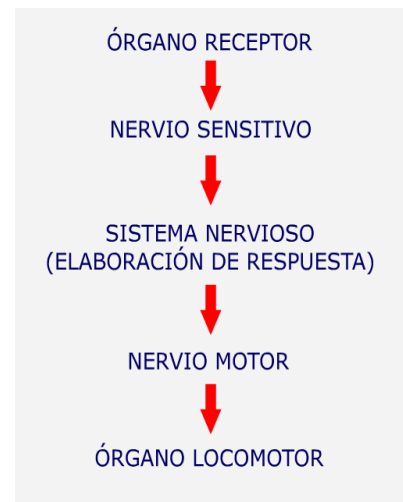 ÓRGANO RECEPTOR
NERVIO SENSITIVO
SISTEMA NERVIOSO
(ELABORACIÓN DE RESPUESTA)
NERVIO MOTOR
ÓRGANO LOCOMOTOR